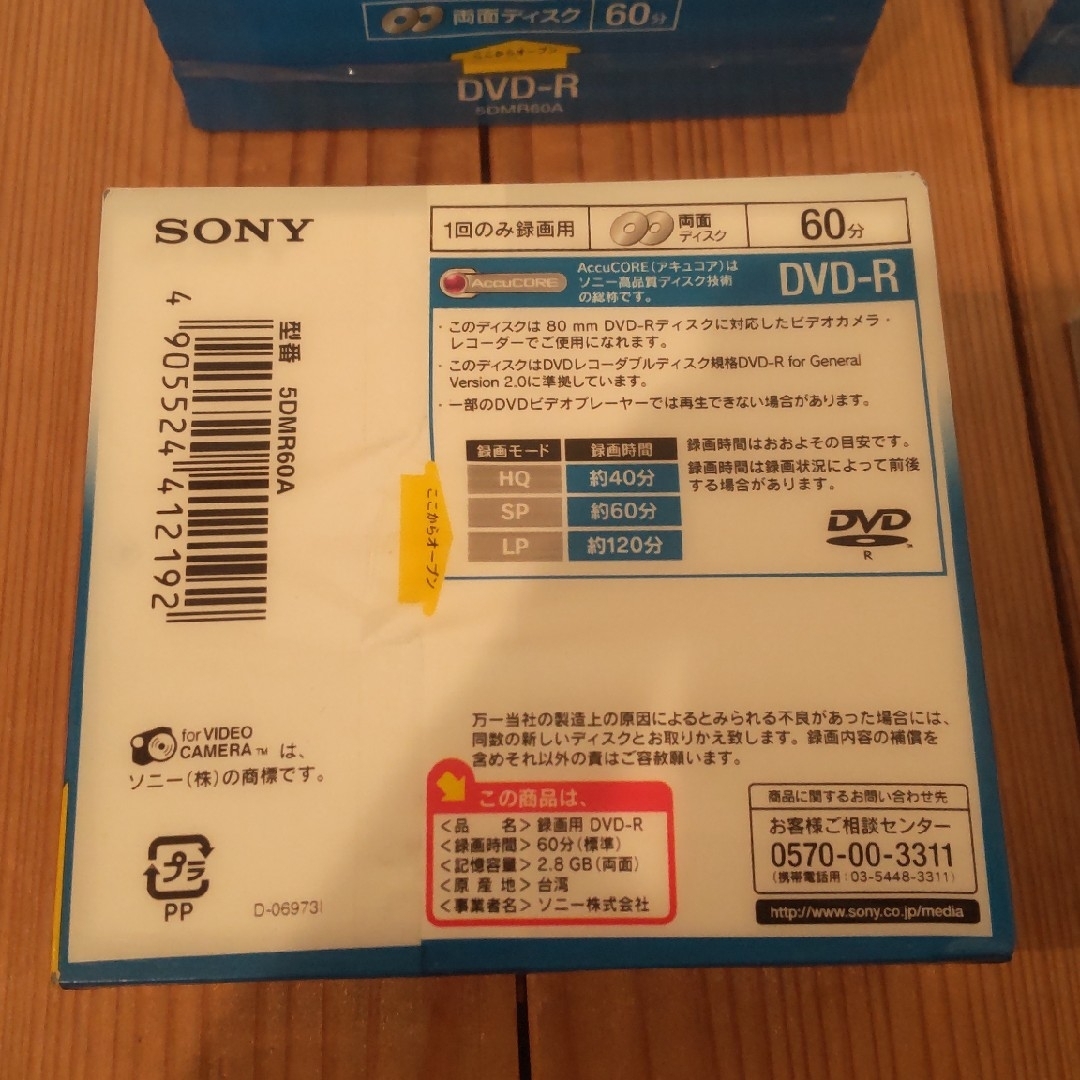 両面ディスク 60分
ここからオープン
DVD-R
5DMR60A
SONY
1回のみ録画用
両面
ディスク
60分
AccuCORE
AccuCORE(アキュコア)は
ソニー高品質ディスク技術
の総称です。
DVD-R
・このディスクは 80 mm DVD-Rディスクに対応したビデオカメラ・
レコーダーでご使用になれます。
・このディスクはDVDレコーダブルディスク規格DVD-R for General
Version 2.0に準拠しています。
・一部のDVDビデオプレーヤーでは再生できない場合があります。
録画モード 録画時間
HQ 約40分
SP 約60分
LP 約120分
録画時間はおおよその目安です。
録画時間は録画状況によって前後
する場合があります。
DVD
R
ここからオープン
型番 5DMR60A
4 905524 412192
for VIDEO
CAMERA TM は、
ソニー(株)の商標です。
プラ
PP
D-06973I
万一当社の製造上の原因によるとみられる不良があった場合には、
同数の新しいディスクとお取りかえ致します。録画内容の補償を
含めそれ以外の責はご容赦願います。
この商品は、
<品 名> 録画用 DVD-R
<録画時間> 60分(標準)
<記憶容量> 2.8 GB(両面)
<原 産 地> 台湾
<事業者名> ソニー株式会社
商品に関するお問い合わせ先
お客様ご相談センター
0570-00-3311
(携帯電話用:03-5448-3311)
http://www.sony.co.jp/media